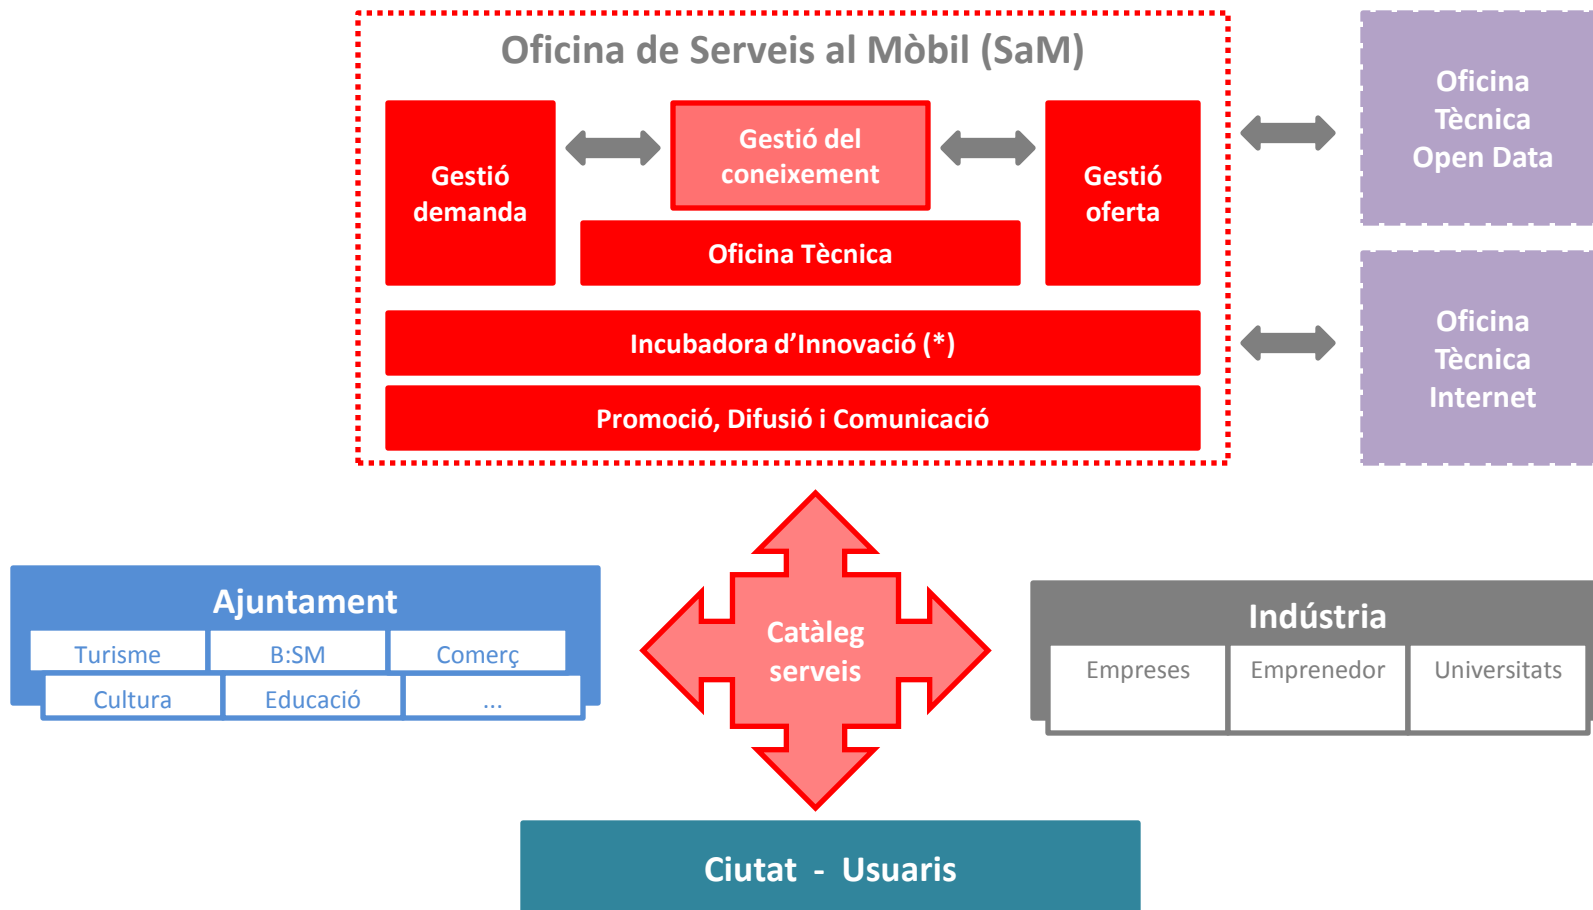 Oficina de Serveis al Mòbil (SaM)
Gestió
demanda
Gestió del
coneixement
Gestió
oferta
Oficina Tècnica
Incubadora d’Innovació (*)
Promoció, Difusió i Comunicació
Oficina
Tècnica
Open Data
Oficina
Tècnica
Internet
Ajuntament
Turisme
B:SM
Comerç
Cultura
Educació
...
Catàleg
serveis
Indústria
Empreses
Emprenedor
Universitats
Ciutat - Usuaris